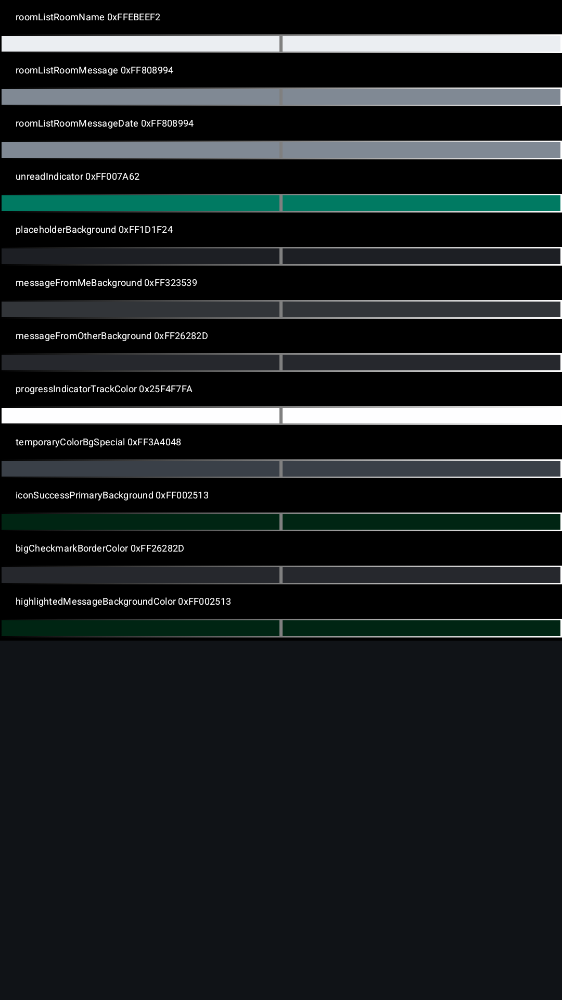 roomListRoomName 0xFFEBEEF2
roomListRoomMessage 0xFF808994
roomListRoomMessageDate 0xFF808994
unreadIndicator 0xFF007A62
placeholderBackground 0xFF1D1F24
messageFromMeBackground 0xFF323539
messageFromOtherBackground 0xFF26282D
progressIndicatorTrackColor 0x25F4F7FA
temporaryColorBgSpecial 0xFF3A4048
iconSuccessPrimaryBackground 0xFF002513
bigCheckmarkBorderColor 0xFF26282D
highlightedMessageBackgroundColor 0xFF002513